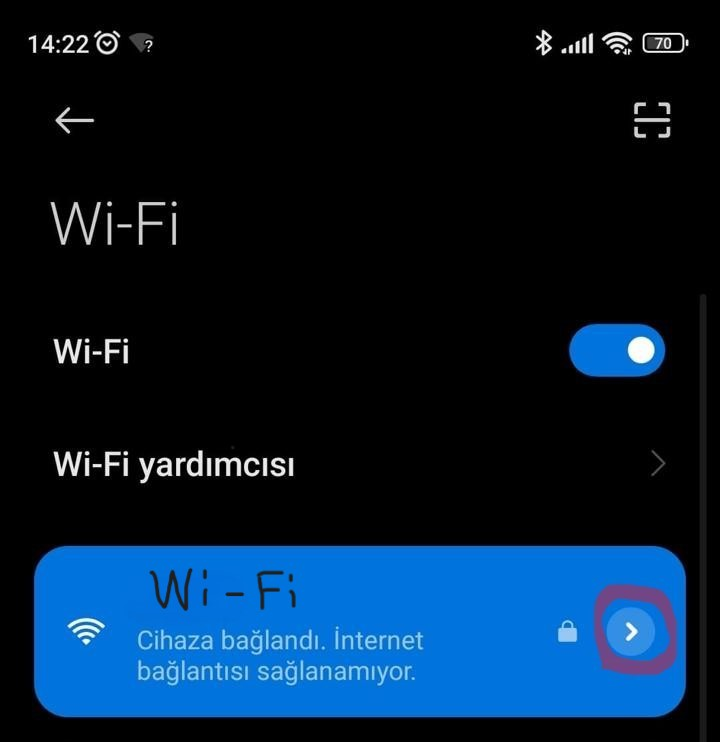 14:22
?
70
Wi-Fi
Wi-Fi
Wi-Fi yardımcısı
Wi-Fi
Cihaza bağlandı. İnternet
bağlantısı sağlanamıyor.